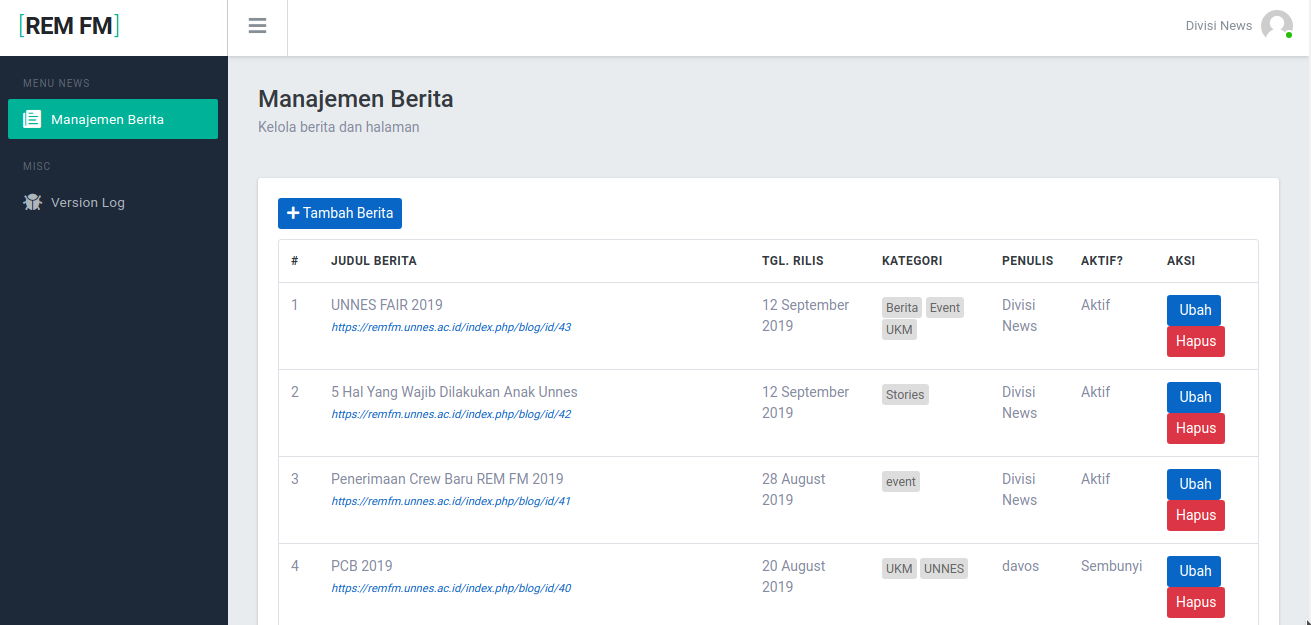 [REM FM]
Divisi News
MENU NEWS
Manajemen Berita
MISC
Version Log
Manajemen Berita
Kelola berita dan halaman
Tambah Berita
# JUDUL BERITA TGL. RILIS KATEGORI PENULIS AKTIF? AKSI
1 UNNES FAIR 2019 12 September Berita Event Divisi Aktif Ubah
https://remfm.unnes.ac.id/index.php/blog/id/43 2019 UKM News Hapus
2 5 Hal Yang Wajib Dilakukan Anak Unnes 12 September Stories Divisi Aktif Ubah
https://remfm.unnes.ac.id/index.php/blog/id/42 2019 News Hapus
3 Penerimaan Crew Baru REM FM 2019 28 August event Divisi Aktif Ubah
https://remfm.unnes.ac.id/index.php/blog/id/41 2019 News Hapus
4 PCB 2019 20 August UKM UNNES davos Sembunyi Ubah
https://remfm.unnes.ac.id/index.php/blog/id/40 2019 Hapus